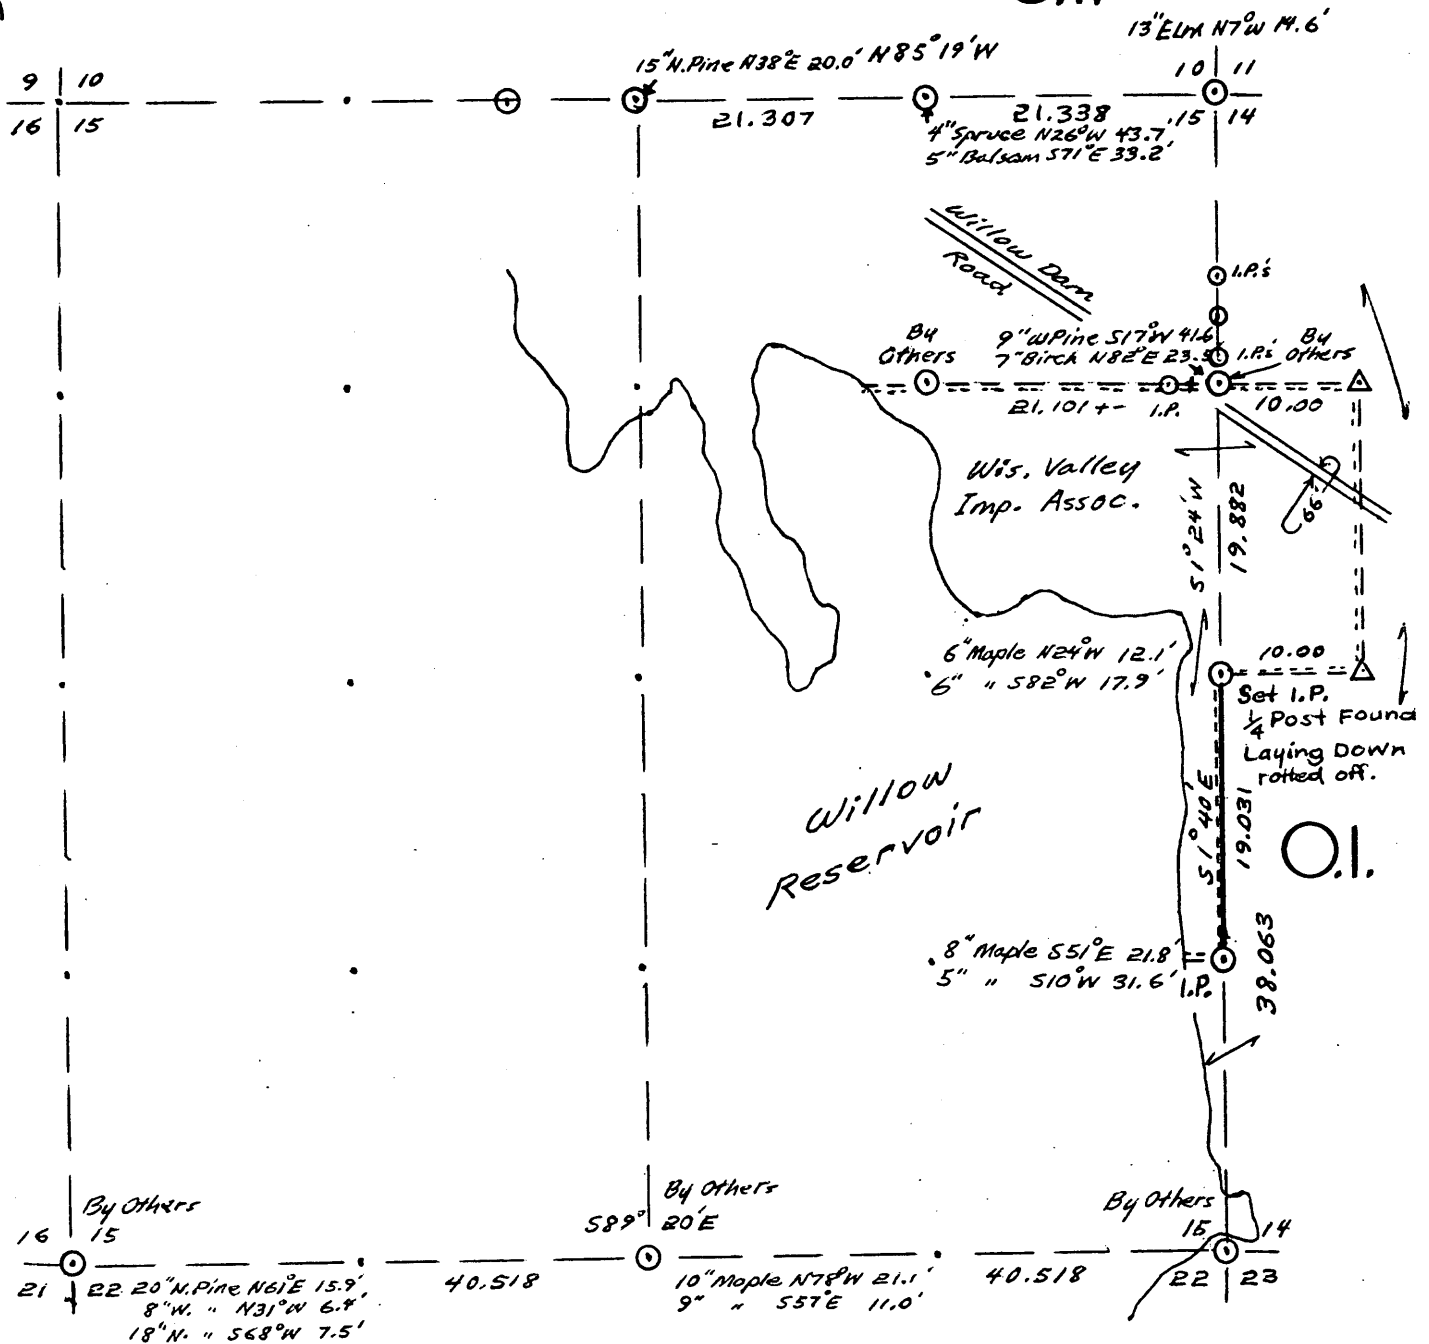 13" Elm N7°W 14.6'
15" N.Pine N38°E 20.0' N85°19'W
9 10
10 11
16 15
21.307
21.338
15 14
4" Spruce N26°W 43.7'
5" Balsam S71°E 33.2'
Willow Dam
Road
I.P.'s
By
Others
9" W Pine S17°W 41.6
7" Birch N82°E 23.5
I.P.'s
By
Others
21.101 +-
I.P.
10.00
Wis. Valley
Imp. Assoc.
S1°24'W
19.882
66'
6" Maple N24°W 12.1'
6" " S82°W 17.9'
10.00
Set I.P.
1/4 Post Found
Laying Down
rotted off.
Willow
Reservoir
S1°40'E
19.031
O.I.
8" Maple S51°E 21.8'
5" " S10°W 31.6'
I.P.
38.063
By Others
16 15
S89°20'E
By Others
By Others
15 14
21 22
20" N.Pine N61°E 15.9'
8" W. " N31°W 6.4'
18" N. " S68°W 7.5'
40.518
10" Maple N78°W 21.1'
9" " S57°E 11.0'
40.518
22 23